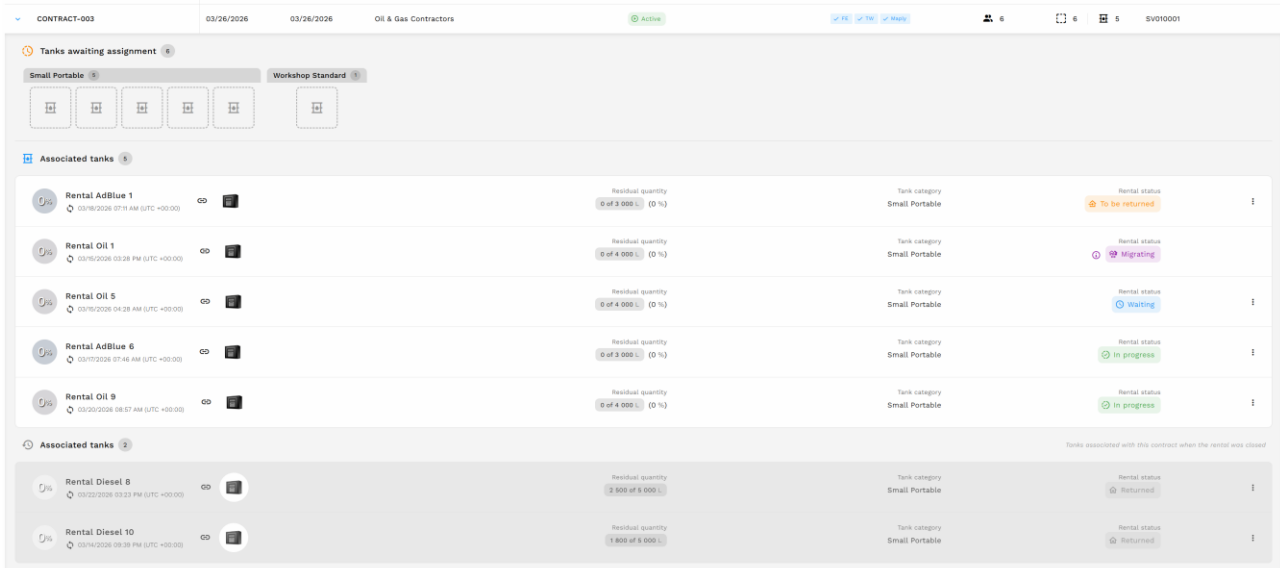 CONTRACT-003 03/26/2026 03/26/2026 Oil & Gas Contractors Active FE TW Mobly 6 6 5 SV010001
Tanks awaiting assignment 6
Small Portable 5 Workshop Standard 1
Associated tanks 5
Rental AdBlue 1
03/18/2026 07:11 AM (UTC +00:00)
0%
Residual quantity
0 of 3 000 L (0 %)
Tank category
Small Portable
Rental status
To be returned
Rental Oil 1
03/15/2026 03:28 PM (UTC +00:00)
0%
Residual quantity
0 of 4 000 L (0 %)
Tank category
Small Portable
Rental status
Migrating
Rental Oil 5
03/15/2026 04:28 AM (UTC +00:00)
0%
Residual quantity
0 of 4 000 L (0 %)
Tank category
Small Portable
Rental status
Waiting
Rental AdBlue 6
03/17/2026 07:46 AM (UTC +00:00)
0%
Residual quantity
0 of 3 000 L (0 %)
Tank category
Small Portable
Rental status
In progress
Rental Oil 9
03/20/2026 08:57 AM (UTC +00:00)
0%
Residual quantity
0 of 4 000 L (0 %)
Tank category
Small Portable
Rental status
In progress
Associated tanks 2
Tanks associated with this contract when the rental was closed
Rental Diesel 8
03/22/2026 03:23 PM (UTC +00:00)
0%
Residual quantity
2 500 of 5 000 L
Tank category
Small Portable
Rental status
Returned
Rental Diesel 10
03/14/2026 09:39 PM (UTC +00:00)
0%
Residual quantity
1 800 of 5 000 L
Tank category
Small Portable
Rental status
Returned